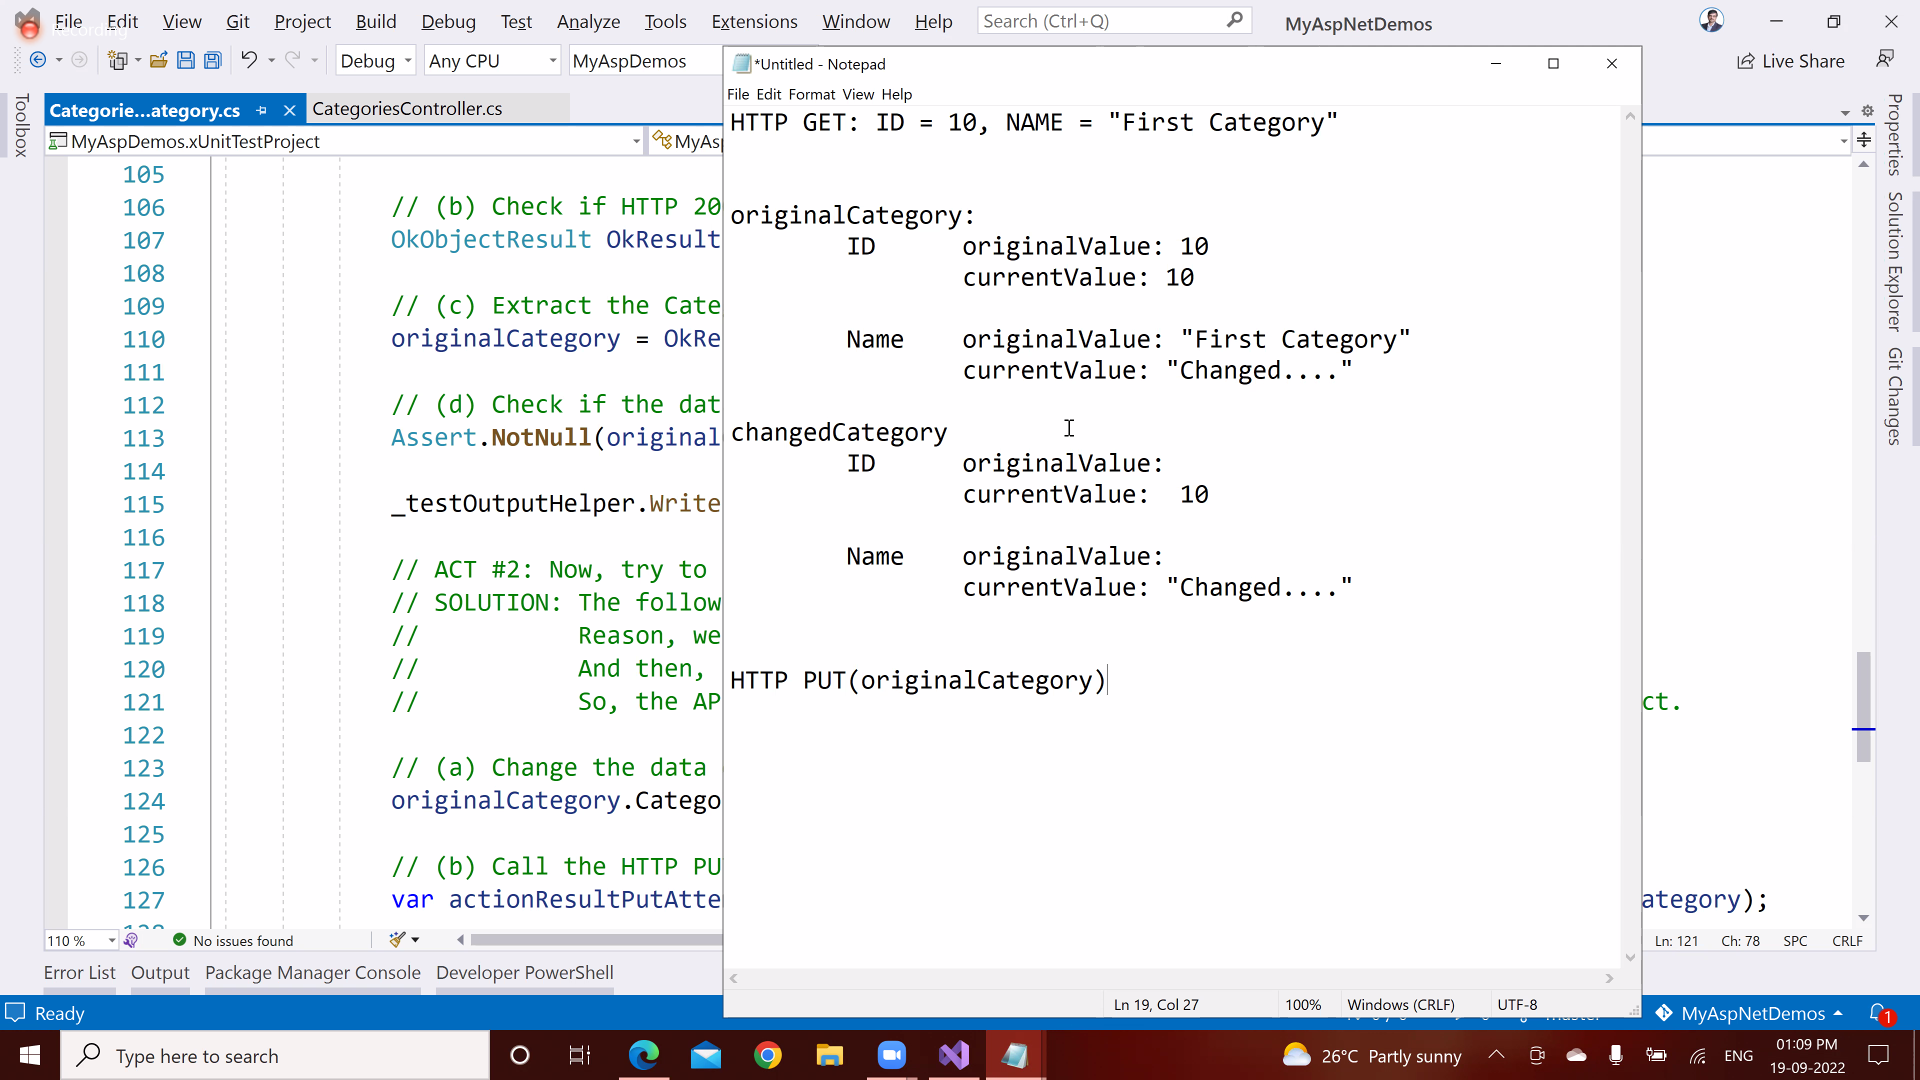 File Edit View Git Project Build Debug Test Analyze Tools Extensions Window Help Search (Ctrl+Q) MyAspNetDemos
Recording
Debug Any CPU MyAspDemos Live Share
*Untitled - Notepad
File Edit Format View Help
Toolbox
Categorie...ategory.cs CategoriesController.cs
MyAspDemos.xUnitTestProject MyAsp
HTTP GET: ID = 10, NAME = "First Category"
originalCategory:
ID originalValue: 10
currentValue: 10
Name originalValue: "First Category"
currentValue: "Changed...."
changedCategory
ID originalValue:
currentValue: 10
Name originalValue:
currentValue: "Changed...."
HTTP PUT(originalCategory)
Ln 19, Col 27 100% Windows (CRLF) UTF-8
105
106 // (b) Check if HTTP 20
107 OkObjectResult OkResult
108
109 // (c) Extract the Cate
110 originalCategory = OkRe
111
112 // (d) Check if the dat
113 Assert.NotNull(original
114
115 _testOutputHelper.Write
116
117 // ACT #2: Now, try to
118 // SOLUTION: The follow
119 // Reason, we
120 // And then,
121 // So, the AP ct.
122
123 // (a) Change the data
124 originalCategory.Catego
125
126 // (b) Call the HTTP PU
127 var actionResultPutAtte ategory);
Properties
Solution Explorer
Git Changes
110 % No issues found Ln: 121 Ch: 78 SPC CRLF
Error List Output Package Manager Console Developer PowerShell
Ready MyAspNetDemos 1
Type here to search 26°C Partly sunny ENG 01:09 PM
19-09-2022